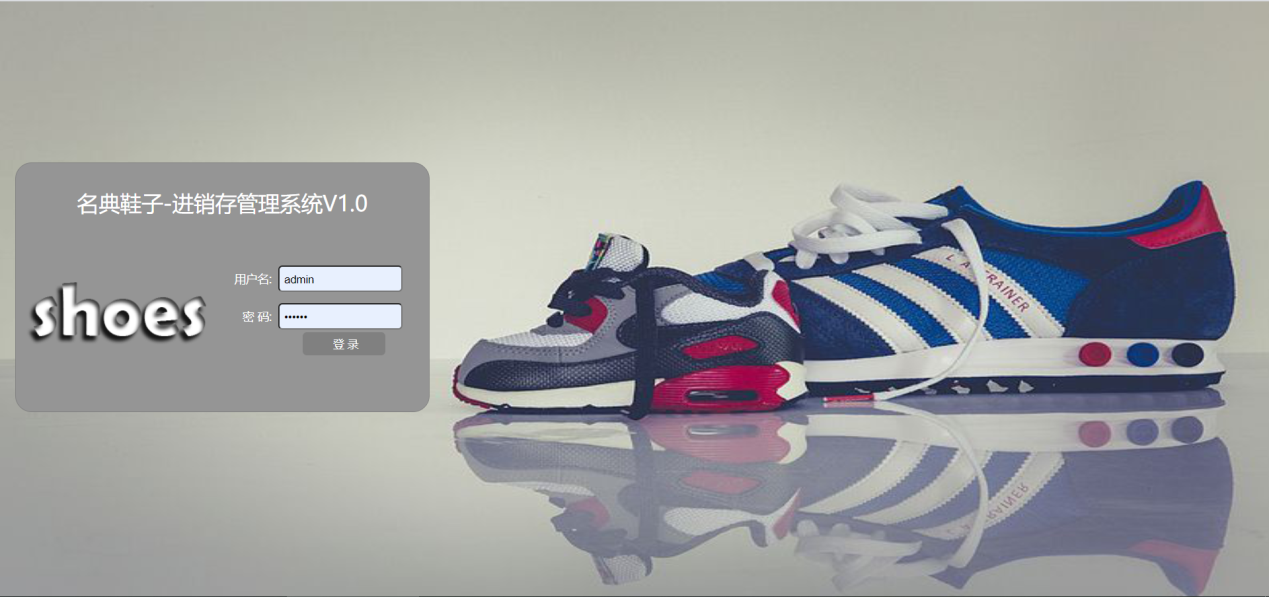 名典鞋子-进销存管理系统V1.0
shoes
用户名: admin
密 码: ••••••
登 录
L.A. TRAINER